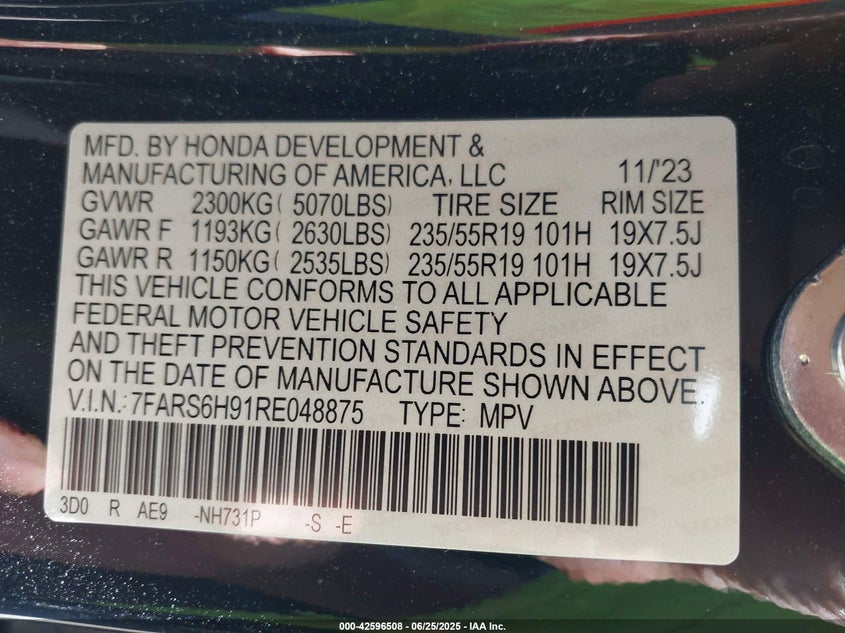 MFD. BY HONDA DEVELOPMENT &
MANUFACTURING OF AMERICA, LLC 11/'23
GVWR 2300KG( 5070LBS) TIRE SIZE RIM SIZE
GAWR F 1193KG( 2630LBS) 235/55R19 101H 19X7.5J
GAWR R 1150KG( 2535LBS) 235/55R19 101H 19X7.5J
THIS VEHICLE CONFORMS TO ALL APPLICABLE
FEDERAL MOTOR VEHICLE SAFETY
AND THEFT PREVENTION STANDARDS IN EFFECT
ON THE DATE OF MANUFACTURE SHOWN ABOVE.
V.I.N.:7FARS6H91RE048875 TYPE: MPV
3D0 R AE9 -NH731P -S -E
000-42596508 - 06/25/2025 - IAA Inc.